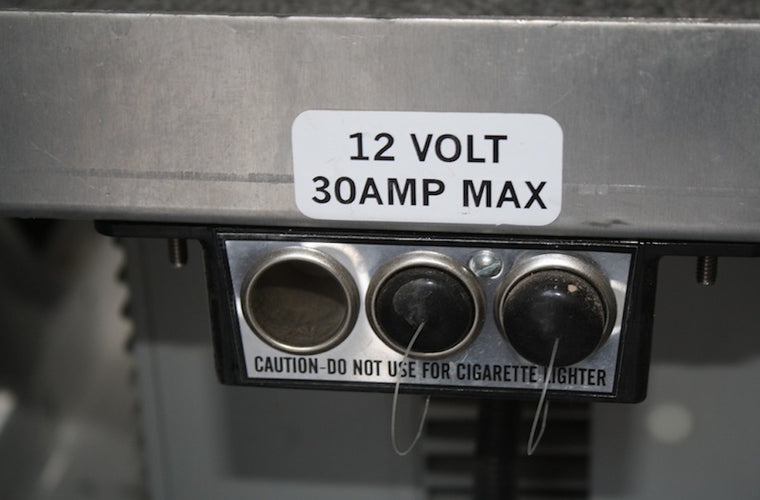 12 VOLT
30AMP MAX
CAUTION-DO NOT USE FOR CIGARETTE LIGHTER